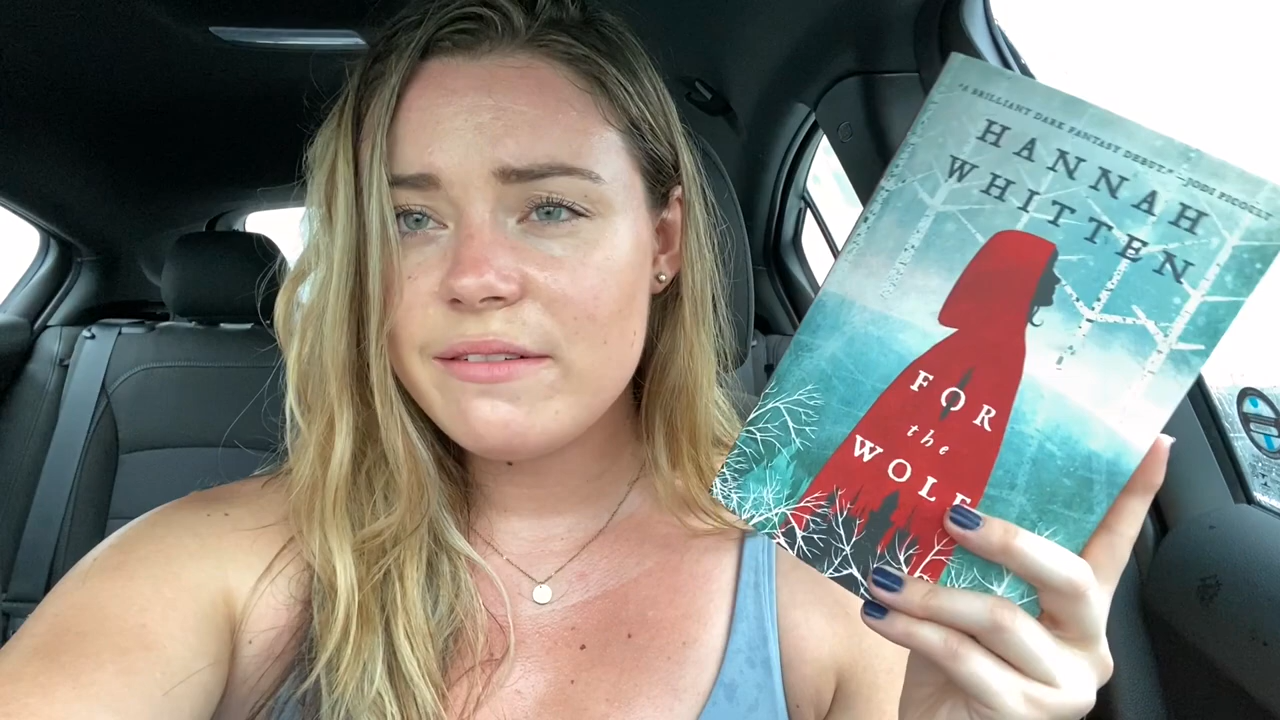 "A BRILLIANT DARK FANTASY DEBUT." —JODI PICOULT
HANNAH
WHITTEN
FOR
the
WOLF